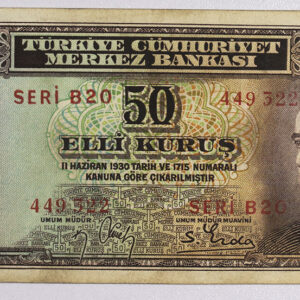 TÜRKİYE CÜMHURİYET
MERKEZ BANKASI
SERİ B20 50 449 322
ELLİ KURUŞ
11 HAZİRAN 1930 TARİH VE 1715 NUMARALI
KANUNA GÖRE ÇIKARILMIŞTIR
449 322 SERİ B20
UMUM MÜDÜR UMUM MÜDÜR MUAVİNİ